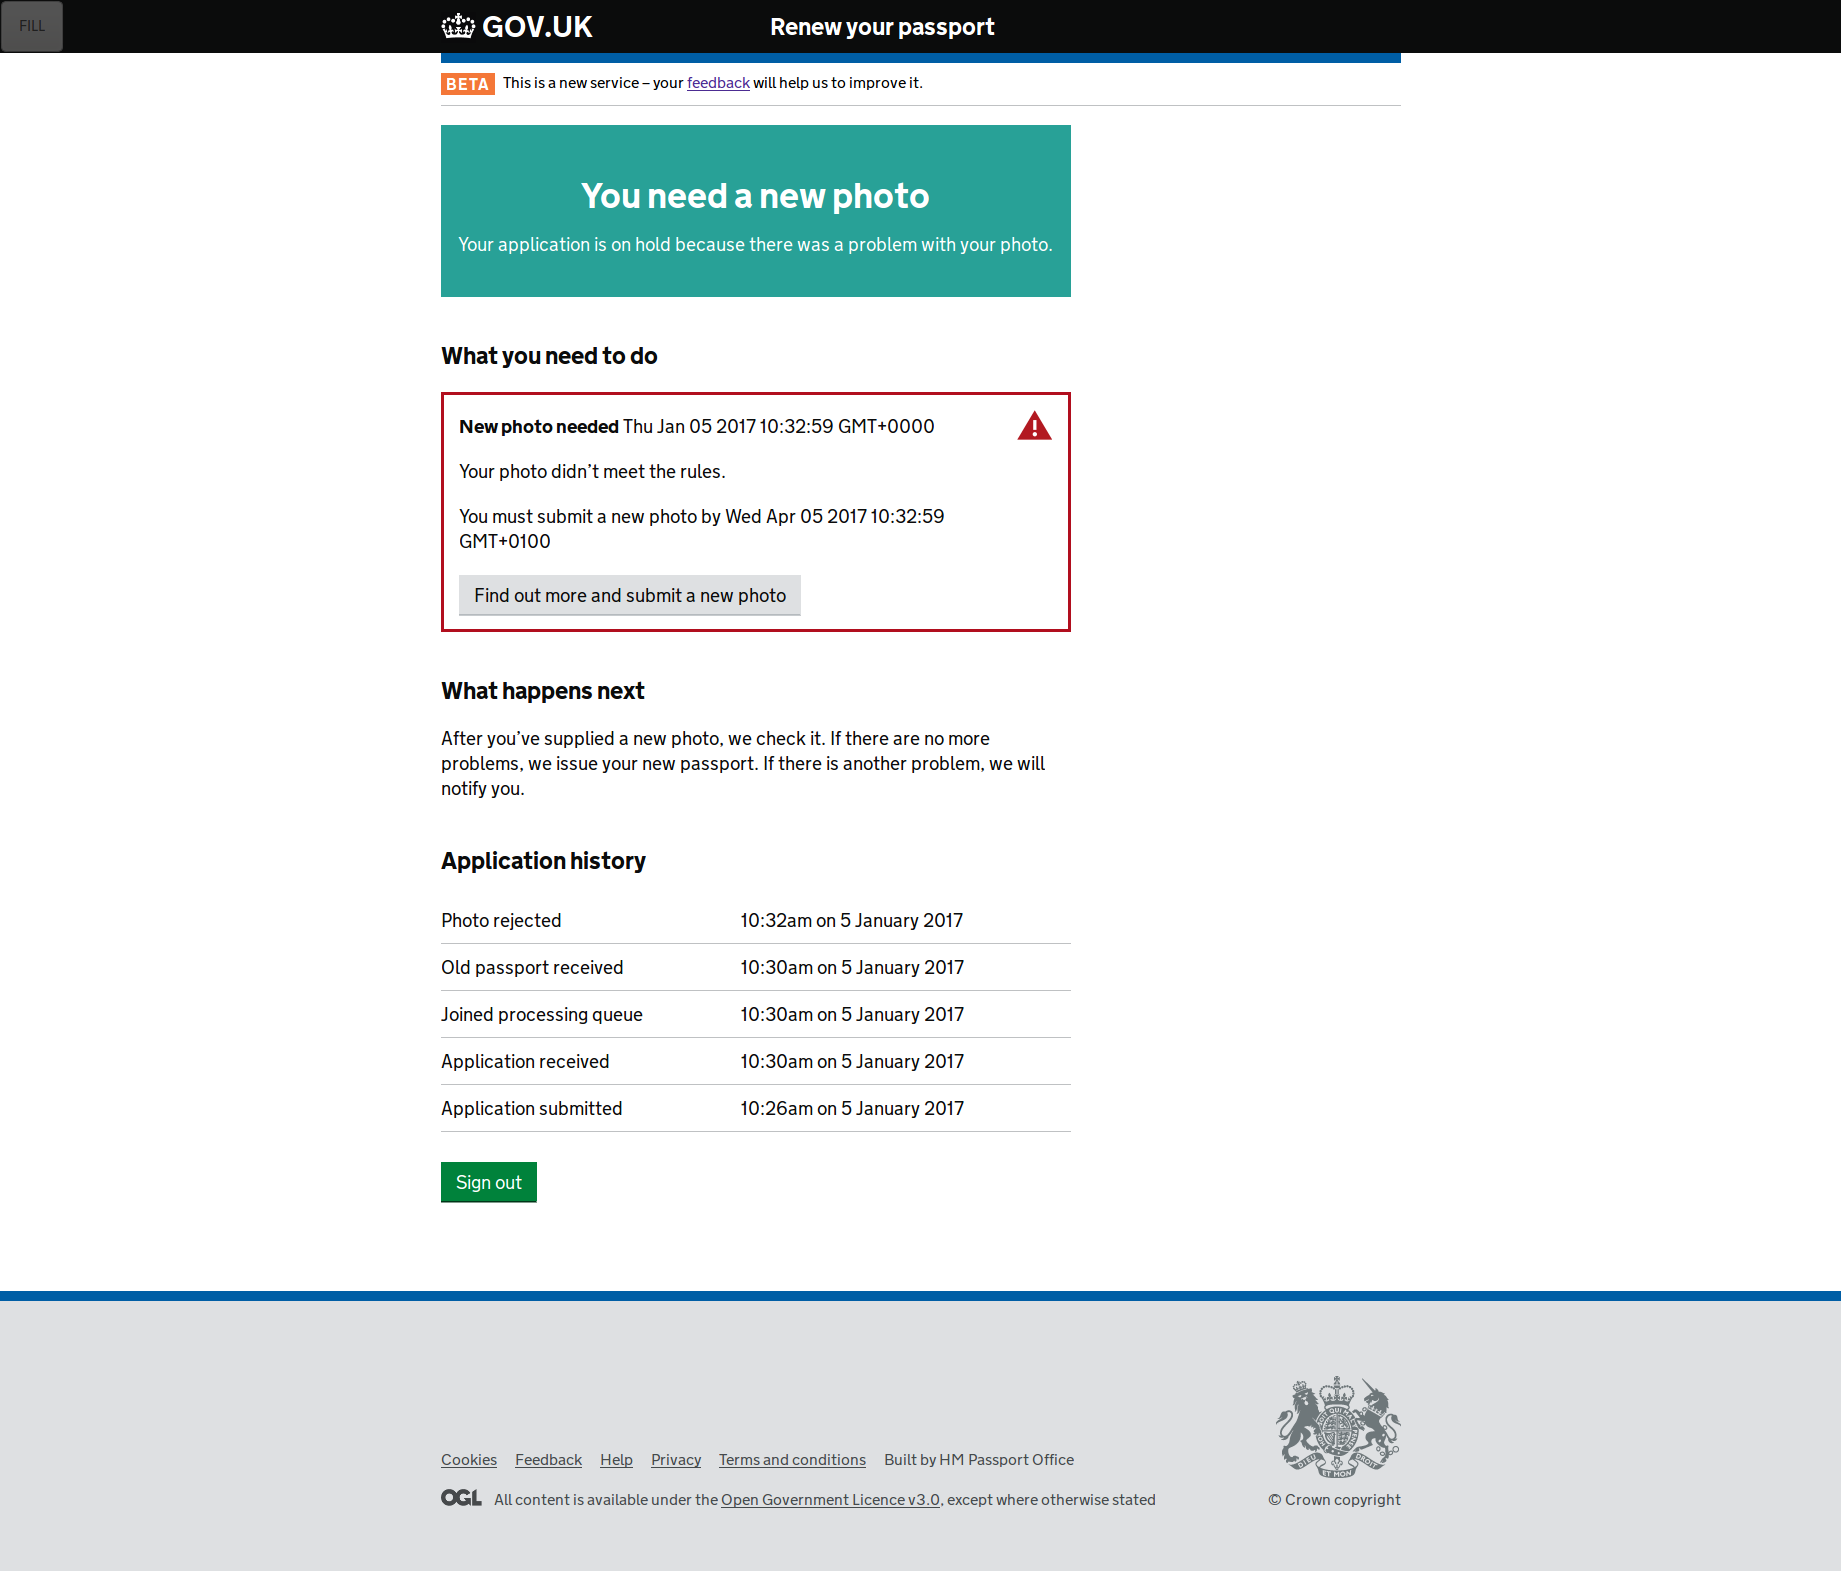 FILL
GOV.UK
Renew your passport
BETA This is a new service – your feedback will help us to improve it.
You need a new photo
Your application is on hold because there was a problem with your photo.
What you need to do
New photo needed Thu Jan 05 2017 10:32:59 GMT+0000
Your photo didn’t meet the rules.
You must submit a new photo by Wed Apr 05 2017 10:32:59
GMT+0100
Find out more and submit a new photo
What happens next
After you’ve supplied a new photo, we check it. If there are no more
problems, we issue your new passport. If there is another problem, we will
notify you.
Application history
Photo rejected 10:32am on 5 January 2017
Old passport received 10:30am on 5 January 2017
Joined processing queue 10:30am on 5 January 2017
Application received 10:30am on 5 January 2017
Application submitted 10:26am on 5 January 2017
Sign out
Cookies Feedback Help Privacy Terms and conditions Built by HM Passport Office
OGL All content is available under the Open Government Licence v3.0, except where otherwise stated
DIEU ET MON DROIT
© Crown copyright